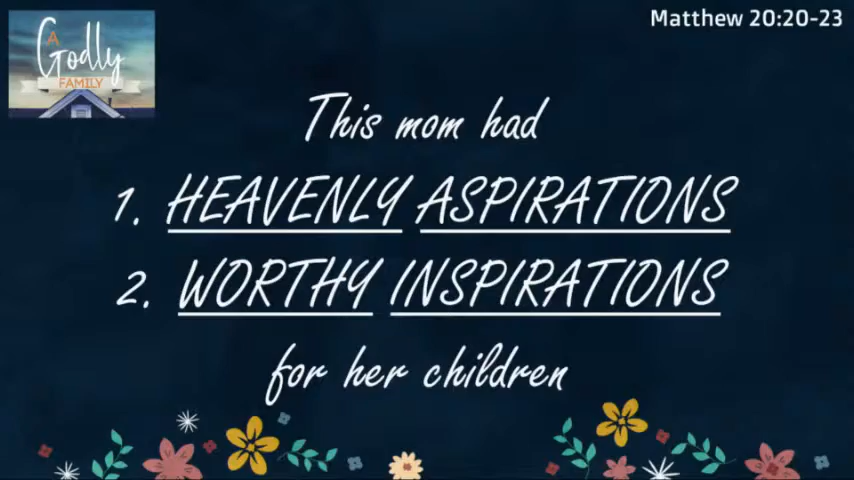 A
Godly
FAMILY
Matthew 20:20-23
This mom had
1. HEAVENLY ASPIRATIONS
2. WORTHY INSPIRATIONS
for her children